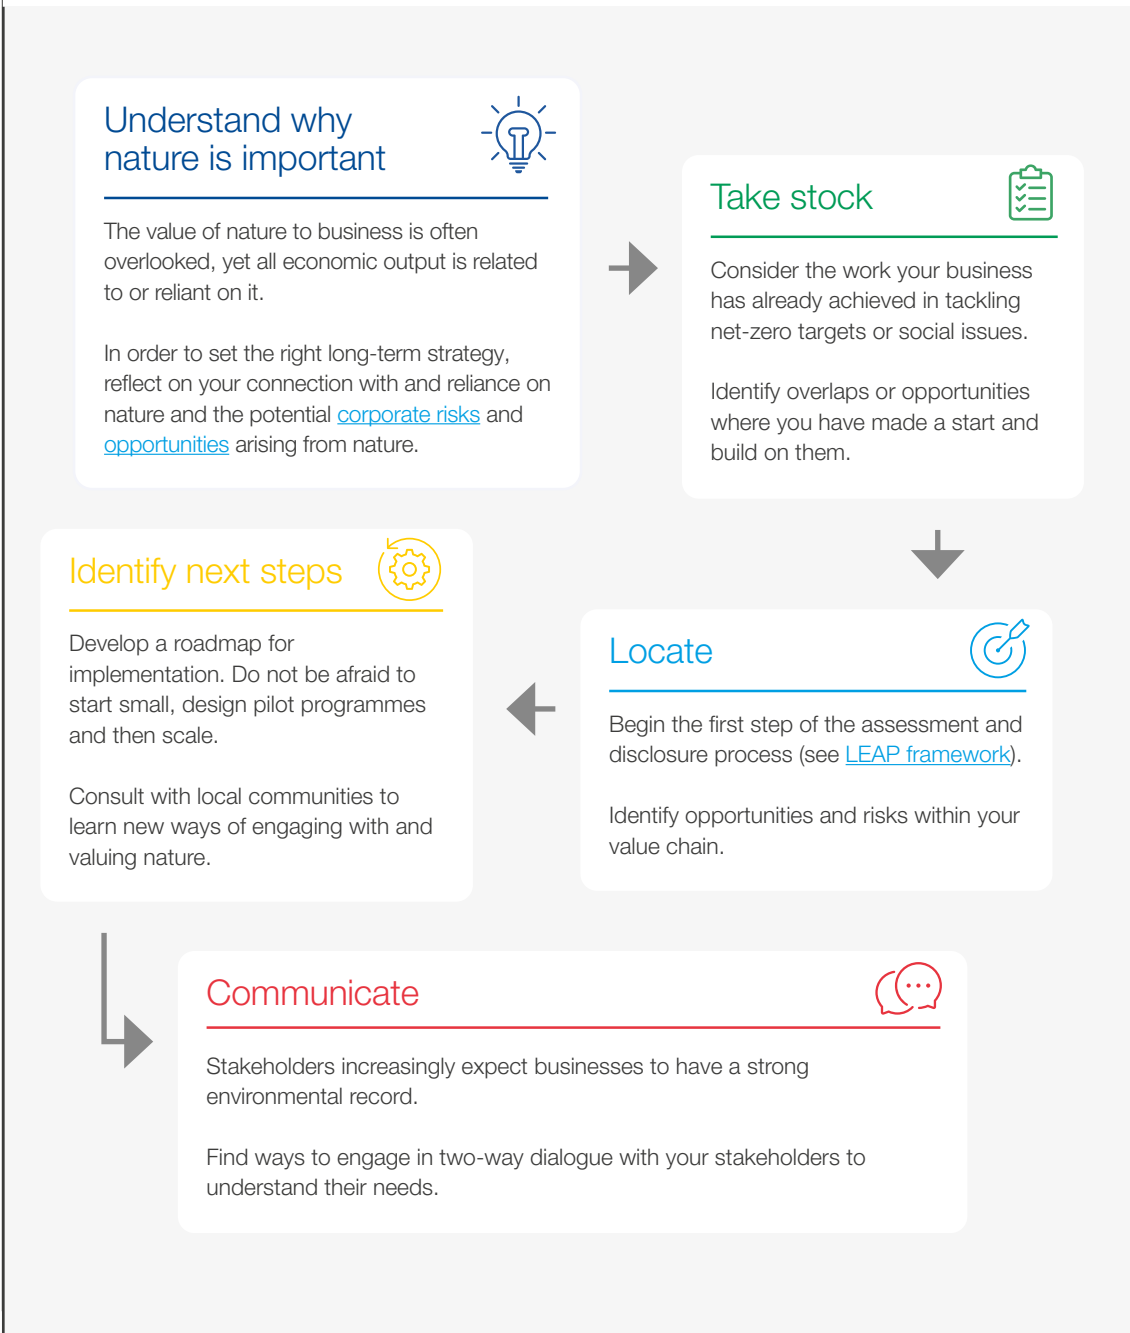 Understand why
nature is important
The value of nature to business is often
overlooked, yet all economic output is related
to or reliant on it.
In order to set the right long-term strategy,
reflect on your connection with and reliance on
nature and the potential corporate risks and
opportunities arising from nature.
Take stock
Consider the work your business
has already achieved in tackling
net-zero targets or social issues.
Identify overlaps or opportunities
where you have made a start and
build on them.
Locate
Begin the first step of the assessment and
disclosure process (see LEAP framework).
Identify opportunities and risks within your
value chain.
Identify next steps
Develop a roadmap for
implementation. Do not be afraid to
start small, design pilot programmes
and then scale.
Consult with local communities to
learn new ways of engaging with and
valuing nature.
Communicate
Stakeholders increasingly expect businesses to have a strong
environmental record.
Find ways to engage in two-way dialogue with your stakeholders to
understand their needs.